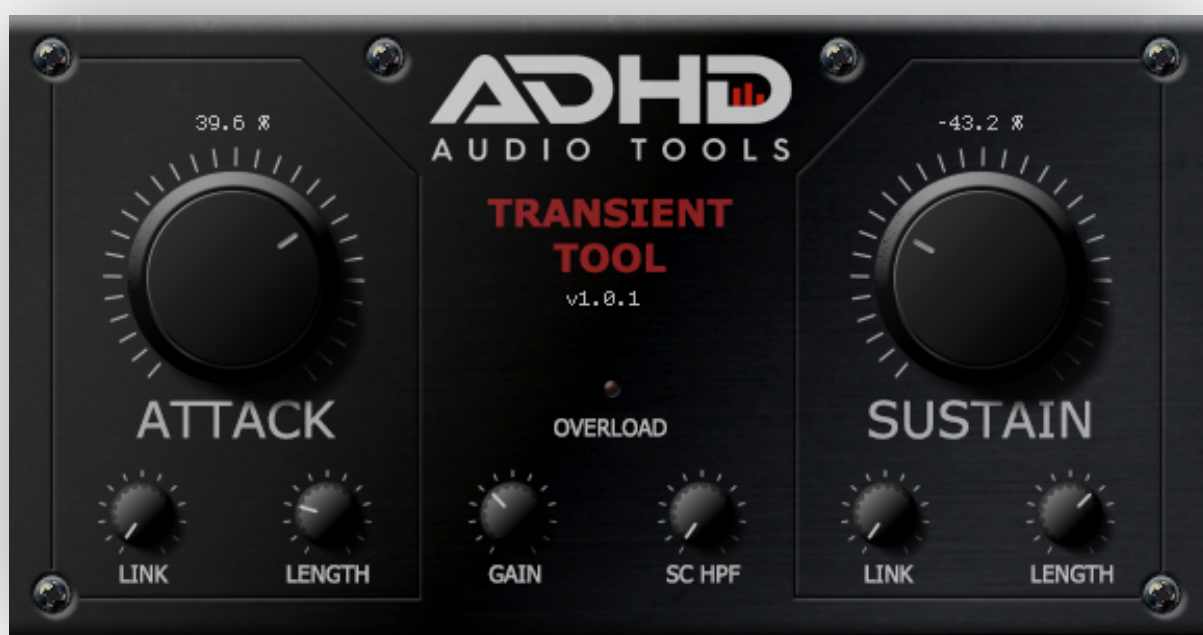 ADHD
AUDIO TOOLS
39.6 %
-43.2 %
TRANSIENT
TOOL
v1.0.1
ATTACK
OVERLOAD
SUSTAIN
LINK
LENGTH
GAIN
SC HPF
LINK
LENGTH